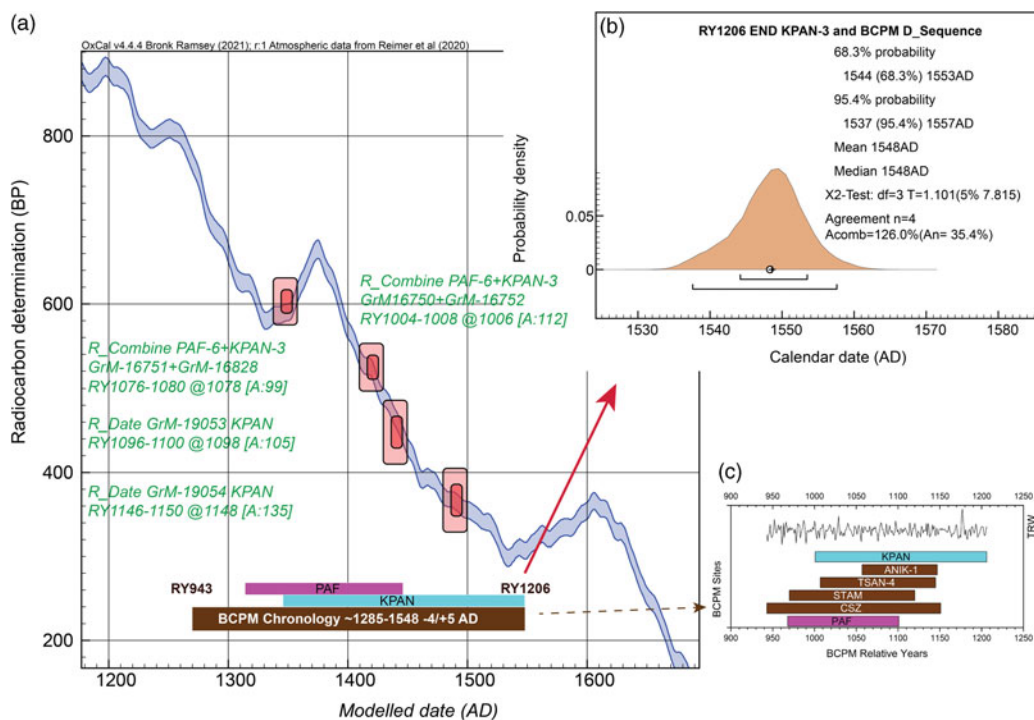 (a)
OxCal v4.4.4 Bronk Ramsey (2021); r:1 Atmospheric data from Reimer et al (2020)
Radiocarbon determination (BP)
800
600
400
200
R_Combine PAF-6+KPAN-3
GrM16750+GrM-16752
RY1004-1008 @1006 [A:112]
R_Combine PAF-6+KPAN-3
GrM-16751+GrM-16828
RY1076-1080 @1078 [A:99]
R_Date GrM-19053 KPAN
RY1096-1100 @1098 [A:105]
R_Date GrM-19054 KPAN
RY1146-1150 @1148 [A:135]
RY943
RY1206
PAF
KPAN
BCPM Chronology ~1285-1548 -4/+5 AD
1200 1300 1400 1500 1600
Modelled date (AD)
(b)
RY1206 END KPAN-3 and BCPM D_Sequence
68.3% probability
1544 (68.3%) 1553AD
95.4% probability
1537 (95.4%) 1557AD
Mean 1548AD
Median 1548AD
X2-Test: df=3 T=1.101(5% 7.815)
Agreement n=4
Acomb=126.0%(An= 35.4%)
Probability density
0.05
0
1530 1540 1550 1560 1570 1580
Calendar date (AD)
(c)
900 950 1000 1050 1100 1150 1200 1250
TRW
BCPM Sites
KPAN
ANIK-1
TSAN-4
STAM
CSZ
PAF
900 950 1000 1050 1100 1150 1200 1250
BCPM Relative Years